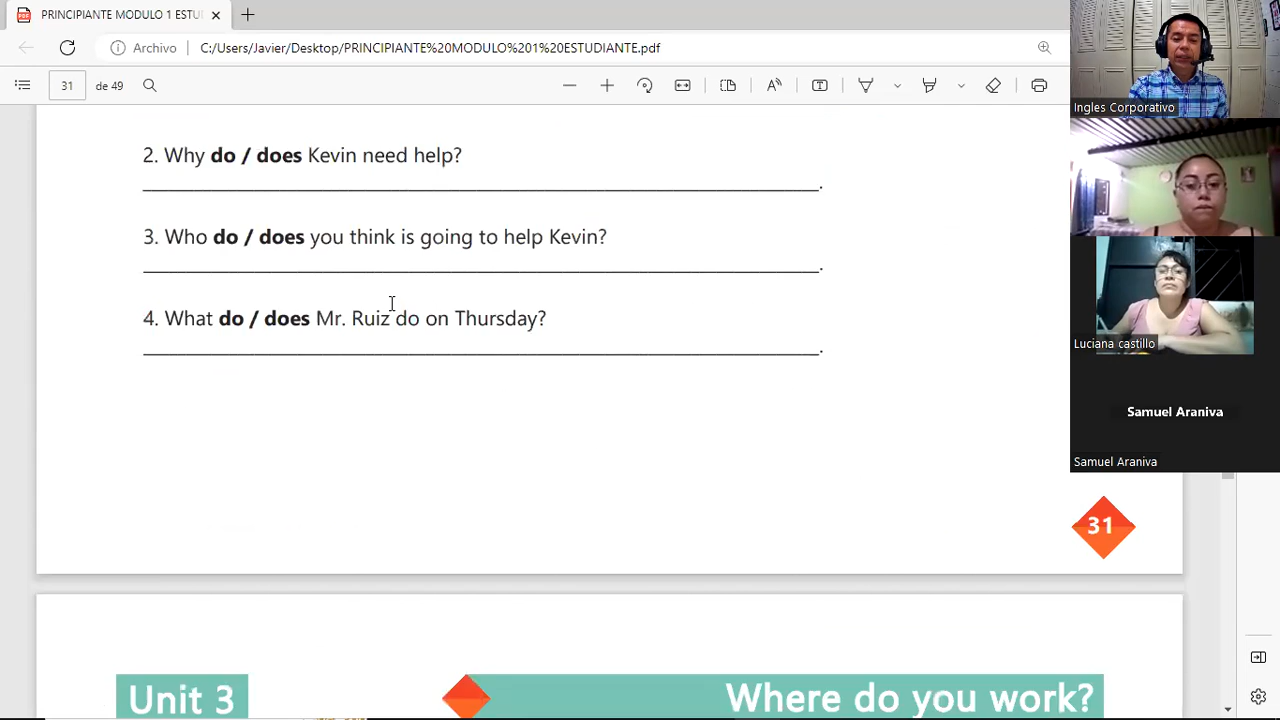 PRINCIPIANTE MODULO 1 ESTU
Archivo
C:/Users/Javier/Desktop/PRINCIPIANTE%20MODULO%201%20ESTUDIANTE.pdf
31 de 49
2. Why do / does Kevin need help?
3. Who do / does you think is going to help Kevin?
4. What do / does Mr. Ruiz do on Thursday?
31
Unit 3
Where do you work?
Ingles Corporativo
Luciana castillo
Samuel Araniva
Samuel Araniva